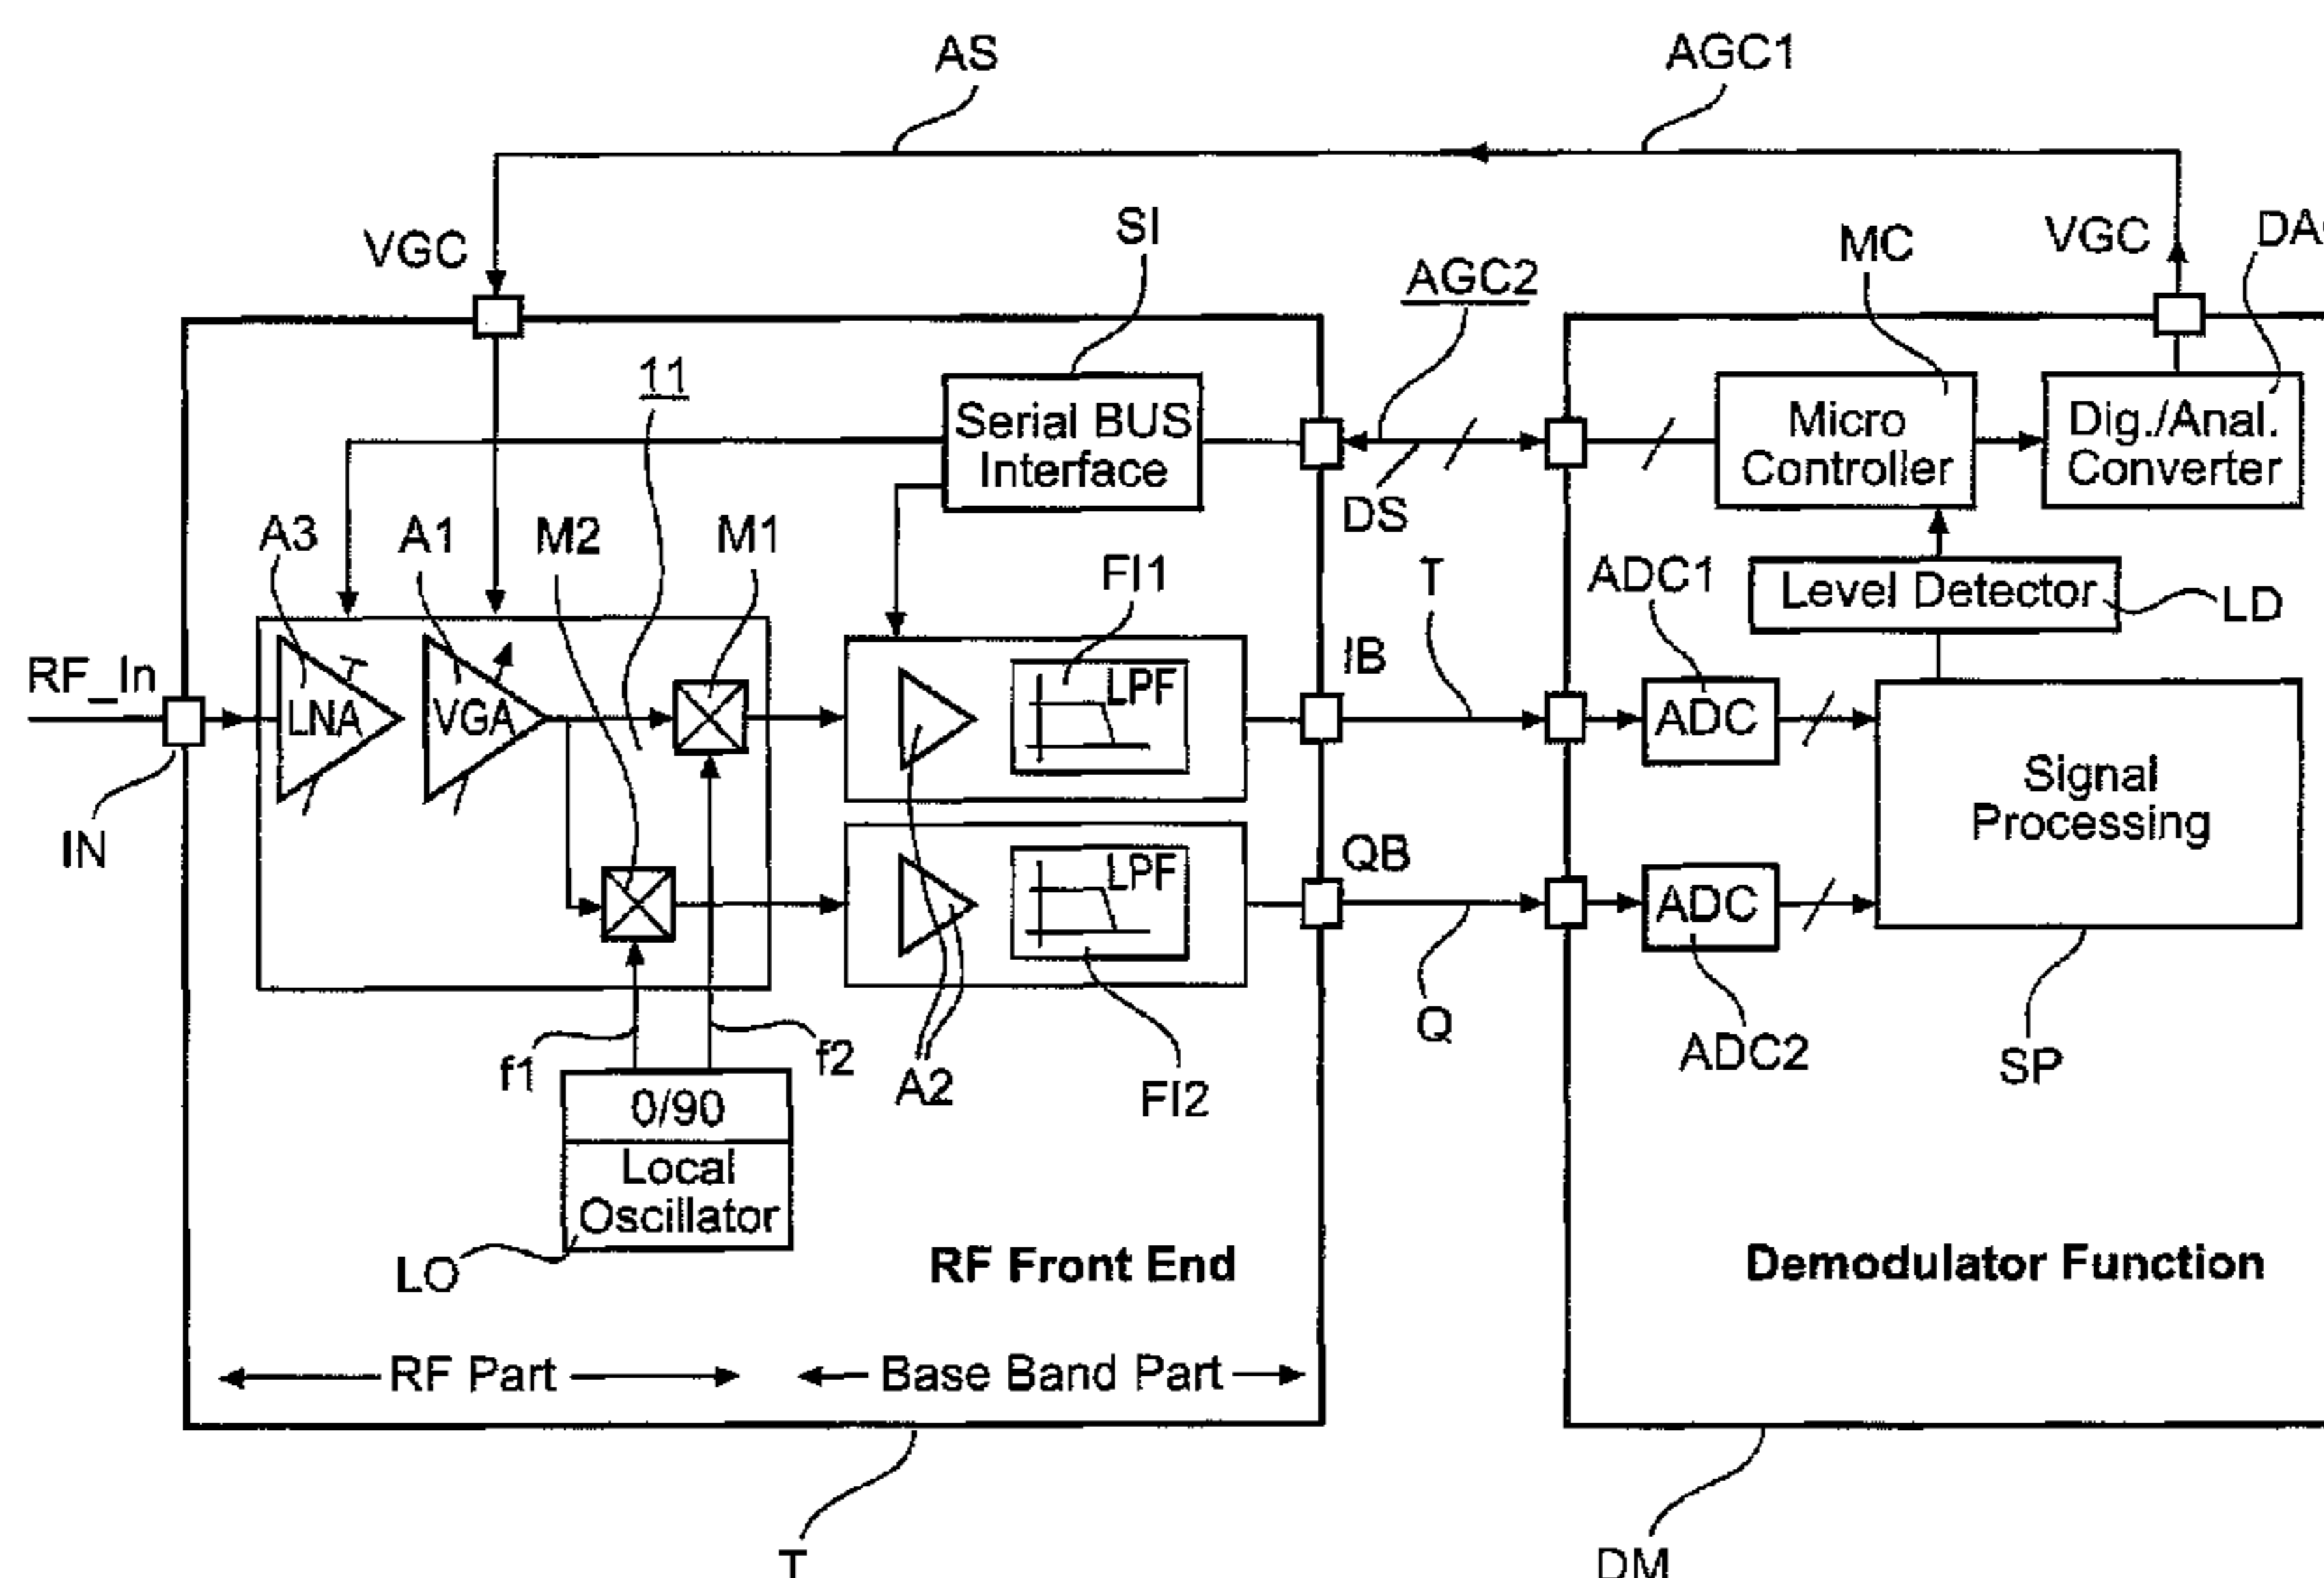 AS
AGC1
VGC
SI
AGC2
MC
VGC
11
Serial BUS
Interface
Micro
Controller
Dig./Anal.
Converter
DS
A3
A1
M2
M1
FI1
T
ADC1
Level Detector
LD
RF_In
LNA
VGA
LPF
IB
ADC
Signal
Processing
IN
QB
LPF
ADC
Q
f1
f2
A2
FI2
ADC2
SP
0/90
Local
Oscillator
LO
RF Front End
Demodulator Function
RF Part
Base Band Part
T
DM